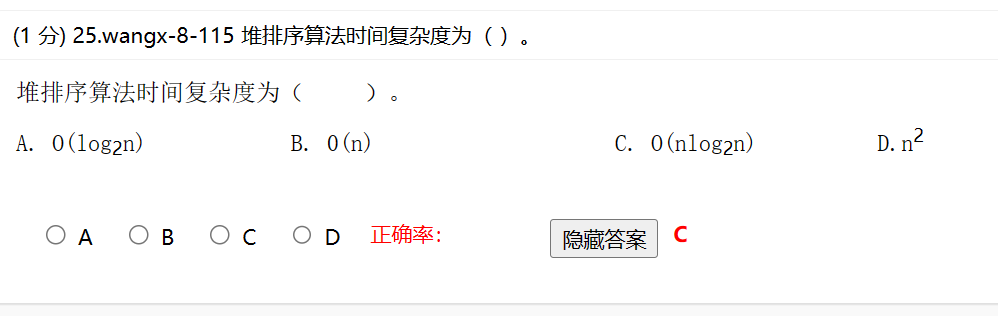 (1 分) 25.wangx-8-115 堆排序算法时间复杂度为（ ）。
堆排序算法时间复杂度为（ ）。
A. O(log₂n) B. O(n) C. O(nlog₂n) D.n²
A B C D 正确率: 隐藏答案 C